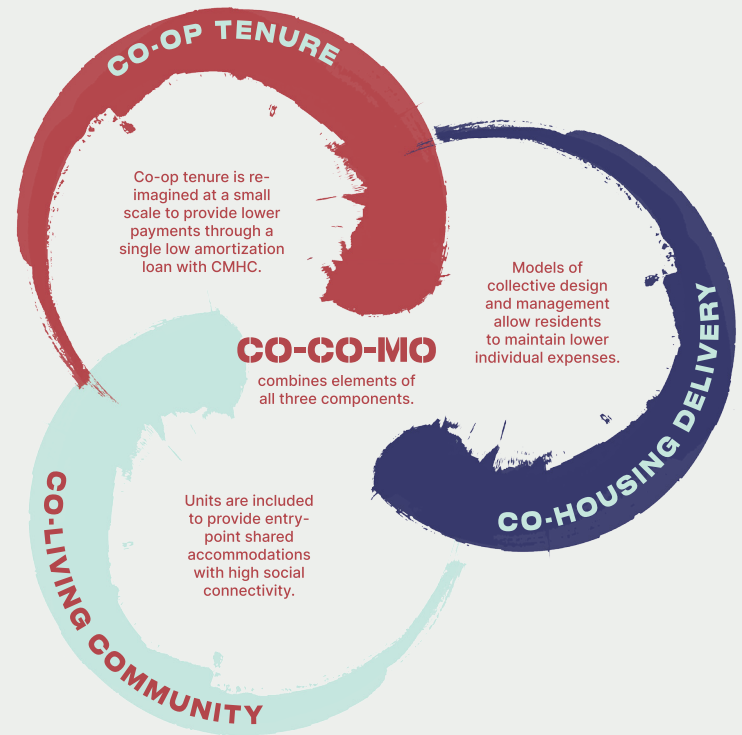 CO-OP TENURE
Co-op tenure is re-
imagined at a small
scale to provide lower
payments through a
single low amortization
loan with CMHC.
Models of
collective design
and management
allow residents
to maintain lower
individual expenses.
CO-HOUSING DELIVERY
CO-CO-MO
combines elements of
all three components.
Units are included
to provide entry-
point shared
accommodations
with high social
connectivity.
CO-LIVING COMMUNITY